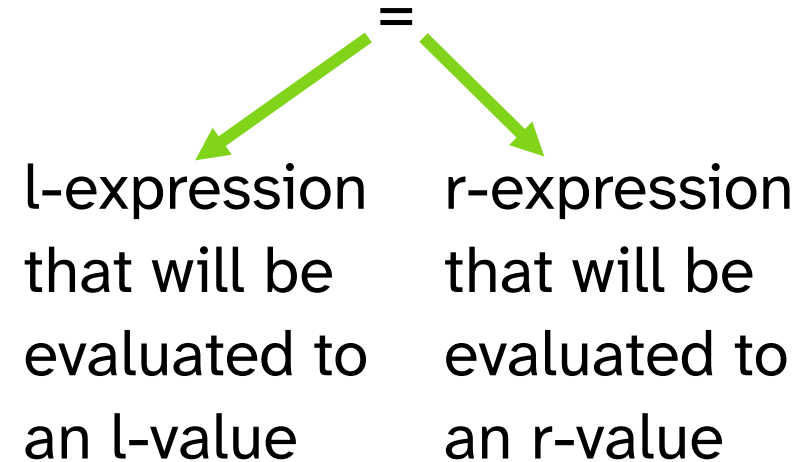 =
l-expression
that will be
evaluated to
an l-value
r-expression
that will be
evaluated to
an r-value